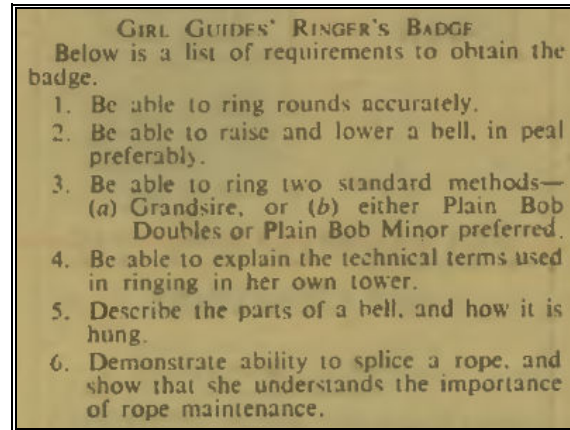 GIRL GUIDES' RINGER'S BADGE
Below is a list of requirements to obtain the
badge.
1. Be able to ring rounds accurately.
2. Be able to raise and lower a bell, in peal
preferably.
3. Be able to ring two standard methods—
(a) Grandsire, or (b) either Plain Bob
Doubles or Plain Bob Minor preferred.
4. Be able to explain the technical terms used
in ringing in her own tower.
5. Describe the parts of a bell, and how it is
hung.
6. Demonstrate ability to splice a rope, and
show that she understands the importance
of rope maintenance.